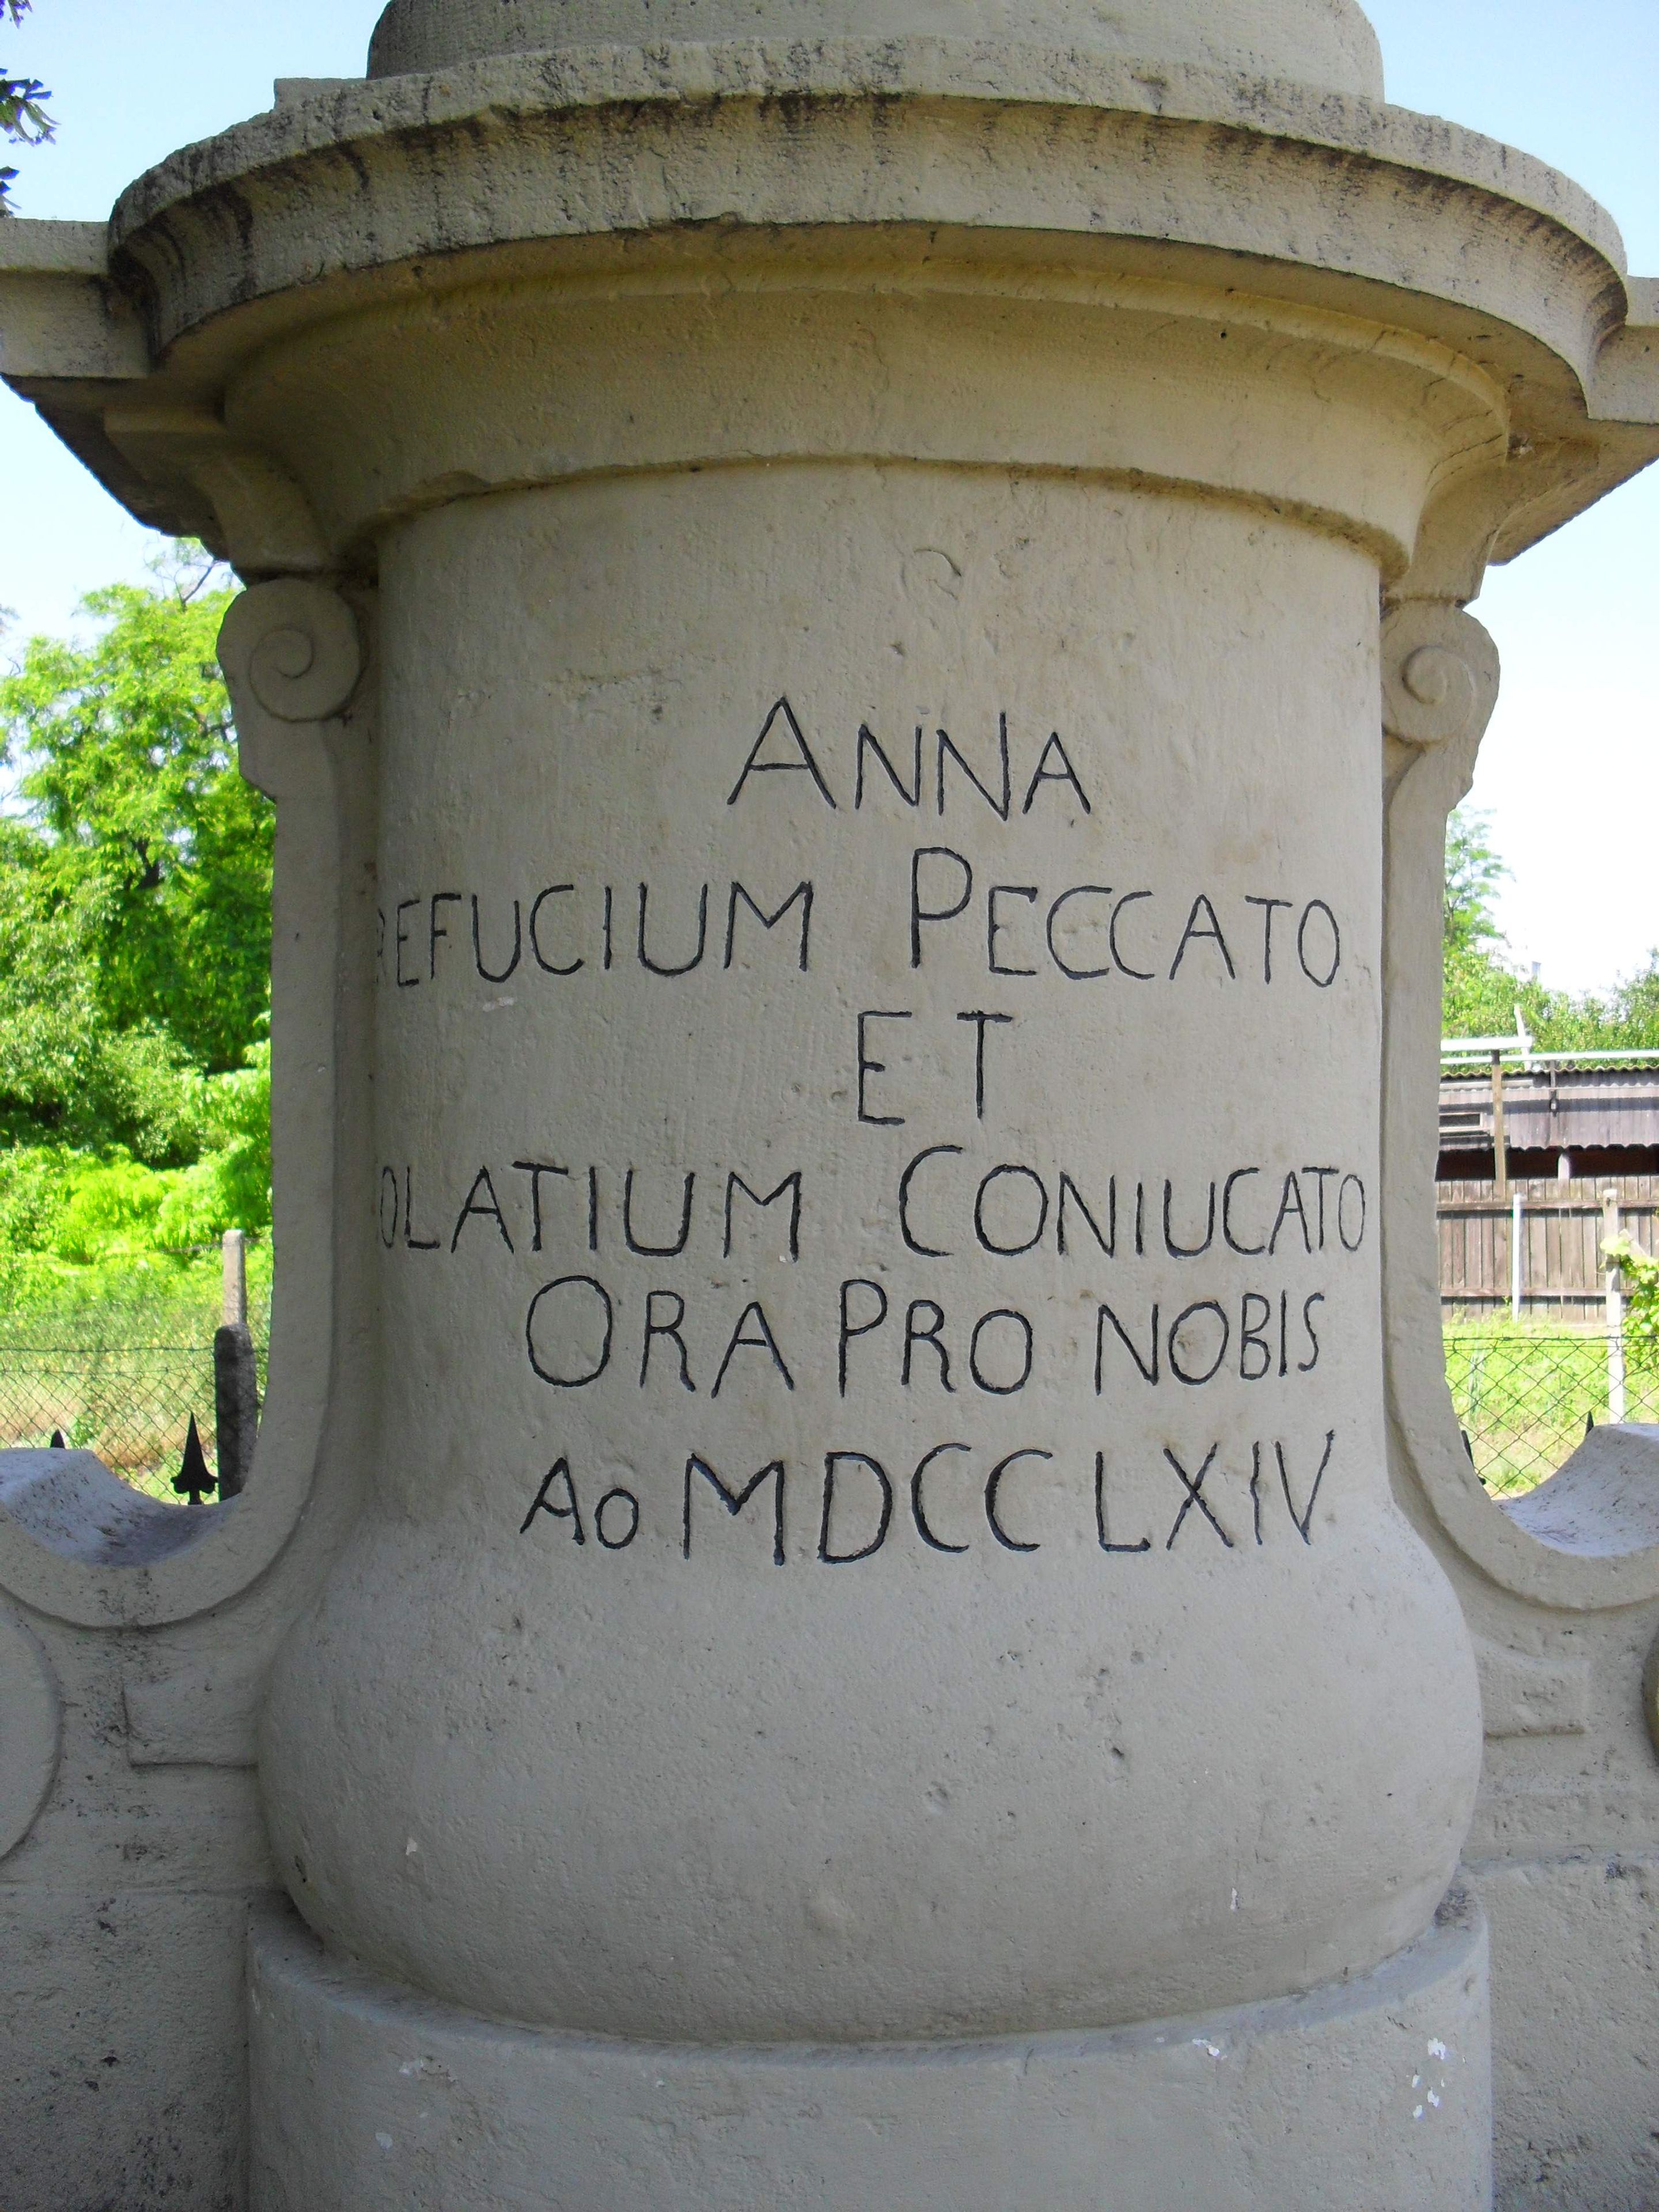 ANNA
REFUCIUM PECCATO
ET
OLATIUM CONIUCATO
ORA PRO NOBIS
AO MDCCLXIV